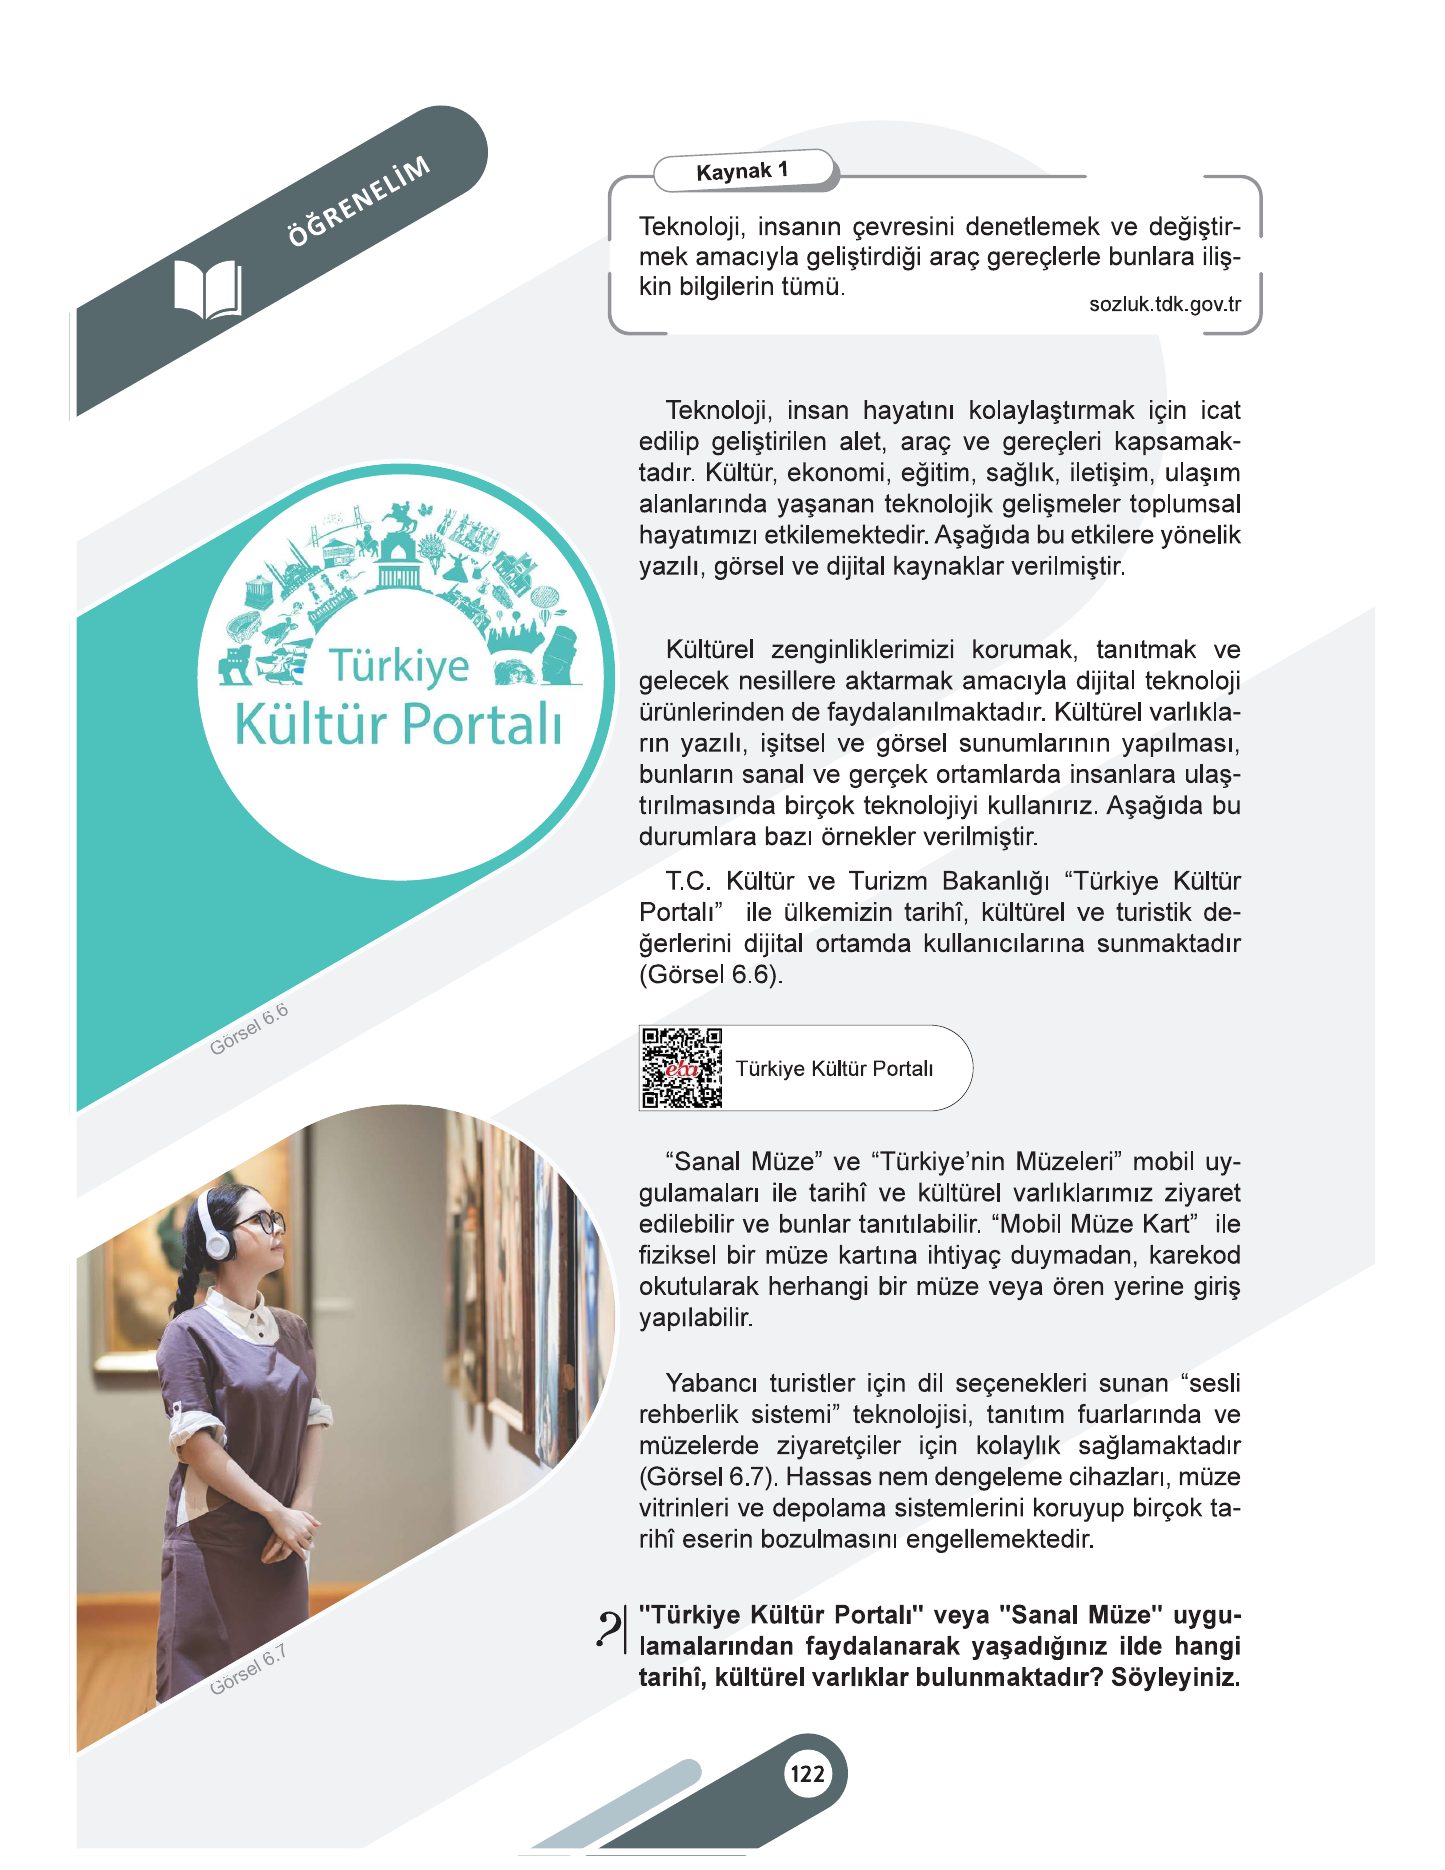 ÖĞRENELİM
Kaynak 1
Teknoloji, insanın çevresini denetlemek ve değiştir-
mek amacıyla geliştirdiği araç gereçlerle bunlara iliş-
kin bilgilerin tümü.
sozluk.tdk.gov.tr
Teknoloji, insan hayatını kolaylaştırmak için icat
edilip geliştirilen alet, araç ve gereçleri kapsamak-
tadır. Kültür, ekonomi, eğitim, sağlık, iletişim, ulaşım
alanlarında yaşanan teknolojik gelişmeler toplumsal
hayatımızı etkilemektedir. Aşağıda bu etkilere yönelik
yazılı, görsel ve dijital kaynaklar verilmiştir.
Türkiye
Kültür Portalı
Görsel 6.6
Kültürel zenginliklerimizi korumak, tanıtmak ve
gelecek nesillere aktarmak amacıyla dijital teknoloji
ürünlerinden de faydalanılmaktadır. Kültürel varlıkla-
rın yazılı, işitsel ve görsel sunumlarının yapılması,
bunların sanal ve gerçek ortamlarda insanlara ulaş-
tırılmasında birçok teknolojiyi kullanırız. Aşağıda bu
durumlara bazı örnekler verilmiştir.
T.C. Kültür ve Turizm Bakanlığı “Türkiye Kültür
Portalı” ile ülkemizin tarihî, kültürel ve turistik de-
ğerlerini dijital ortamda kullanıcılarına sunmaktadır
(Görsel 6.6).
eba
Türkiye Kültür Portalı
“Sanal Müze” ve “Türkiye’nin Müzeleri” mobil uy-
gulamaları ile tarihî ve kültürel varlıklarımız ziyaret
edilebilir ve bunlar tanıtılabilir. “Mobil Müze Kart” ile
fiziksel bir müze kartına ihtiyaç duymadan, karekod
okutularak herhangi bir müze veya ören yerine giriş
yapılabilir.
Yabancı turistler için dil seçenekleri sunan “sesli
rehberlik sistemi” teknolojisi, tanıtım fuarlarında ve
müzelerde ziyaretçiler için kolaylık sağlamaktadır
(Görsel 6.7). Hassas nem dengeleme cihazları, müze
vitrinleri ve depolama sistemlerini koruyup birçok ta-
rihî eserin bozulmasını engellemektedir.
Görsel 6.7
?
"Türkiye Kültür Portalı" veya "Sanal Müze" uygu-
lamalarından faydalanarak yaşadığınız ilde hangi
tarihî, kültürel varlıklar bulunmaktadır? Söyleyiniz.
122